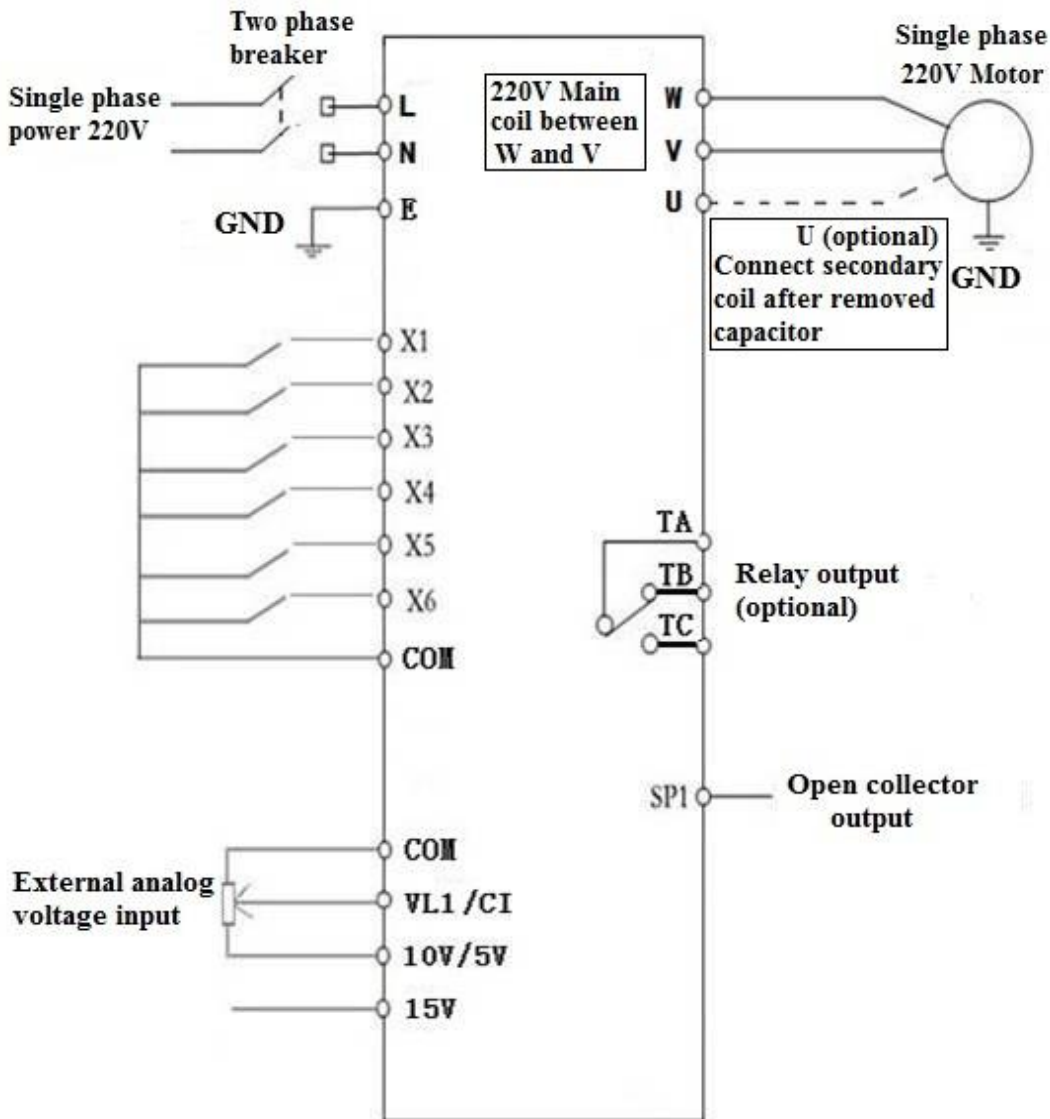 Two phase
breaker
Single phase
power 220V
L
N
E
GND
220V Main
coil between
W and V
W
V
U
Single phase
220V Motor
U (optional)
Connect secondary
coil after removed
capacitor
GND
X1
X2
X3
X4
X5
X6
COM
TA
TB
TC
Relay output
(optional)
SP1
Open collector
output
External analog
voltage input
COM
VL1/CI
10V/5V
15V